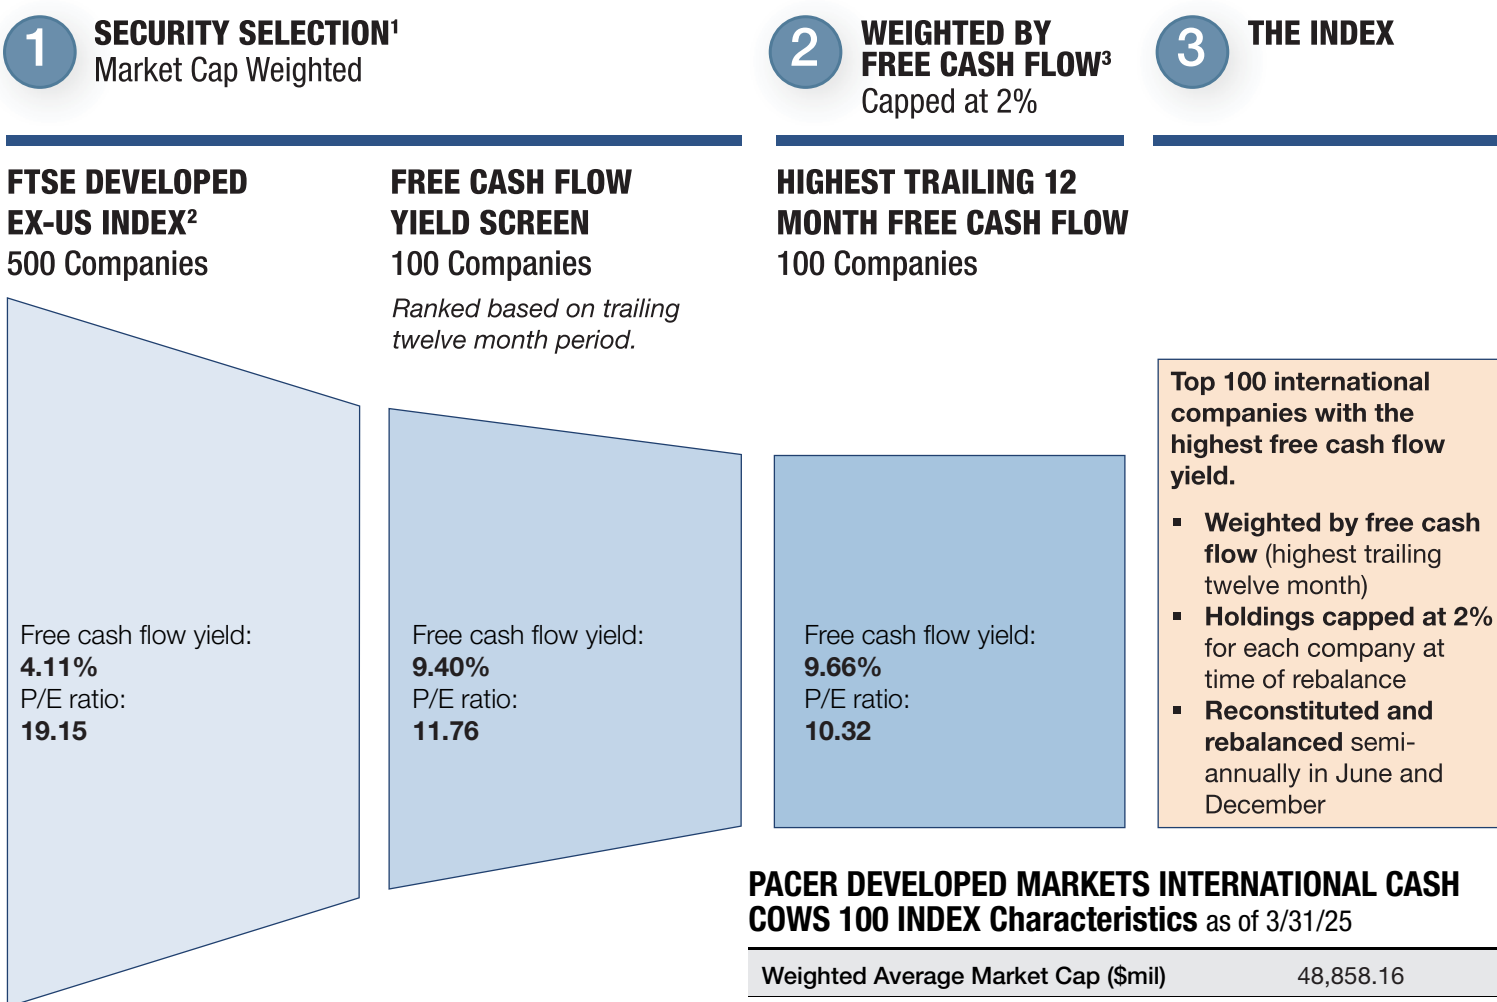 1
SECURITY SELECTION¹
Market Cap Weighted
2
WEIGHTED BY
FREE CASH FLOW³
Capped at 2%
3
THE INDEX
FTSE DEVELOPED
EX-US INDEX²
500 Companies
FREE CASH FLOW
YIELD SCREEN
100 Companies
Ranked based on trailing
twelve month period.
HIGHEST TRAILING 12
MONTH FREE CASH FLOW
100 Companies
Free cash flow yield:
4.11%
P/E ratio:
19.15
Free cash flow yield:
9.40%
P/E ratio:
11.76
Free cash flow yield:
9.66%
P/E ratio:
10.32
Top 100 international
companies with the
highest free cash flow
yield.
▪ Weighted by free cash
flow (highest trailing
twelve month)
▪ Holdings capped at 2%
for each company at
time of rebalance
▪ Reconstituted and
rebalanced semi-
annually in June and
December
PACER DEVELOPED MARKETS INTERNATIONAL CASH
COWS 100 INDEX Characteristics as of 3/31/25
Weighted Average Market Cap ($mil) 48,858.16